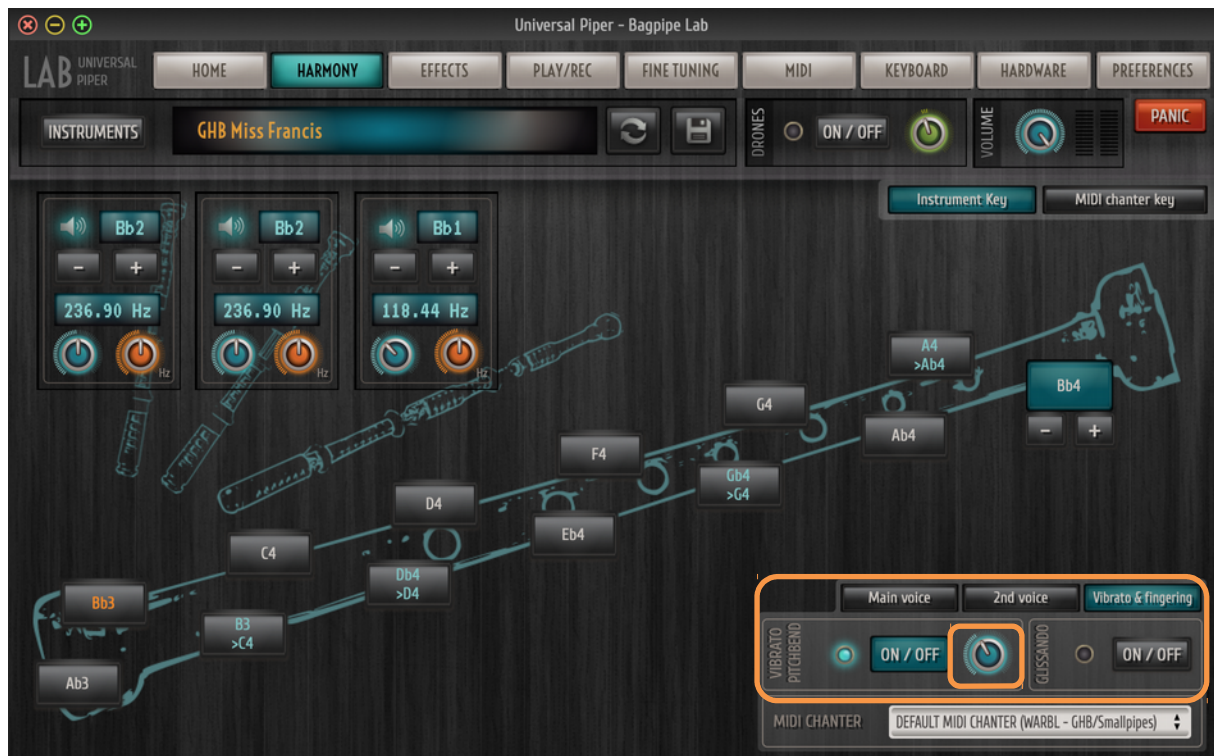 Universal Piper – Bagpipe Lab
LAB UNIVERSAL PIPER
HOME
HARMONY
EFFECTS
PLAY/REC
FINE TUNING
MIDI
KEYBOARD
HARDWARE
PREFERENCES
INSTRUMENTS
GHB Miss Francis
DRONES
ON / OFF
VOLUME
PANIC
Instrument Key
MIDI chanter key
Bb2
Bb2
Bb1
- +
- +
- +
236.90 Hz
236.90 Hz
118.44 Hz
Hz
Hz
Hz
A4
>Ab4
Bb4
- +
G4
Ab4
F4
Gb4
>G4
D4
Eb4
C4
Db4
>D4
Bb3
B3
>C4
Ab3
Main voice
2nd voice
Vibrato & fingering
VIBRATO
PITCHBEND
ON / OFF
GLISSANDO
ON / OFF
MIDI CHANTER
DEFAULT MIDI CHANTER (WARBL - GHB/Smallpipes)